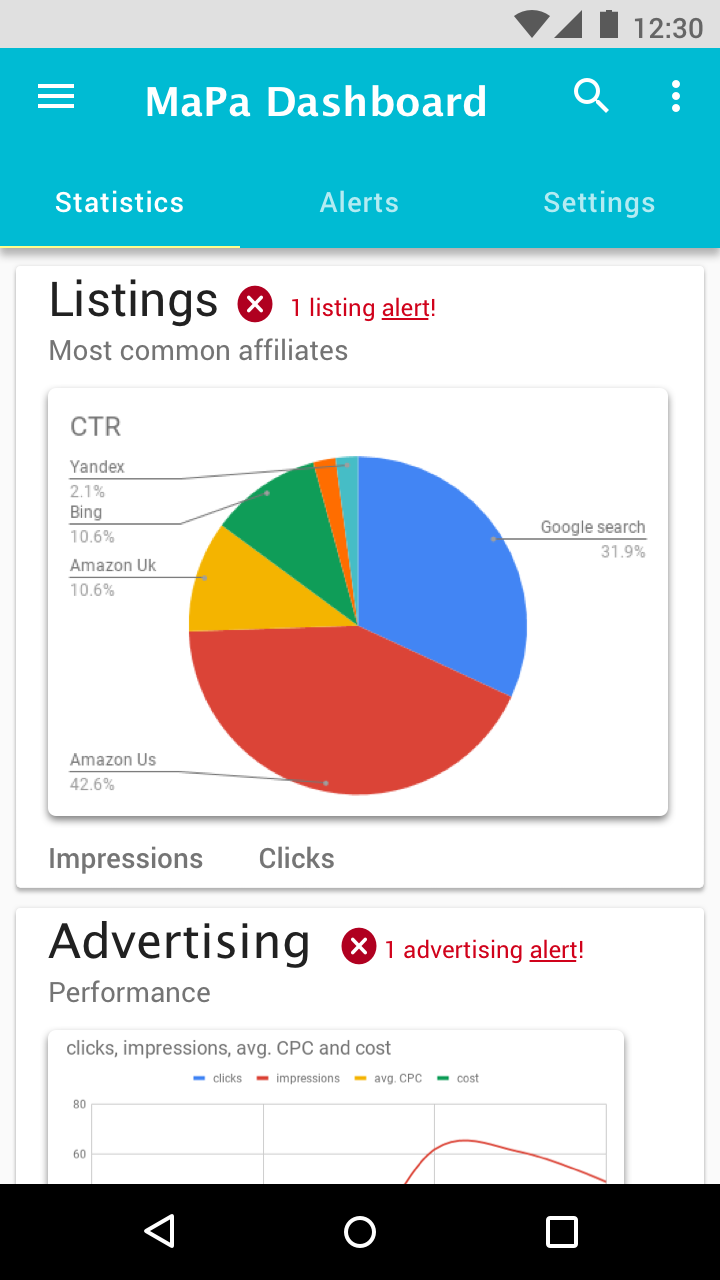 12:30
MaPa Dashboard
Statistics Alerts Settings
Listings 1 listing alert!
Most common affiliates
CTR
Yandex
2.1%
Bing
10.6%
Google search
31.9%
Amazon Uk
10.6%
Amazon Us
42.6%
Impressions Clicks
Advertising 1 advertising alert!
Performance
clicks, impressions, avg. CPC and cost
clicks impressions avg. CPC cost
80
60